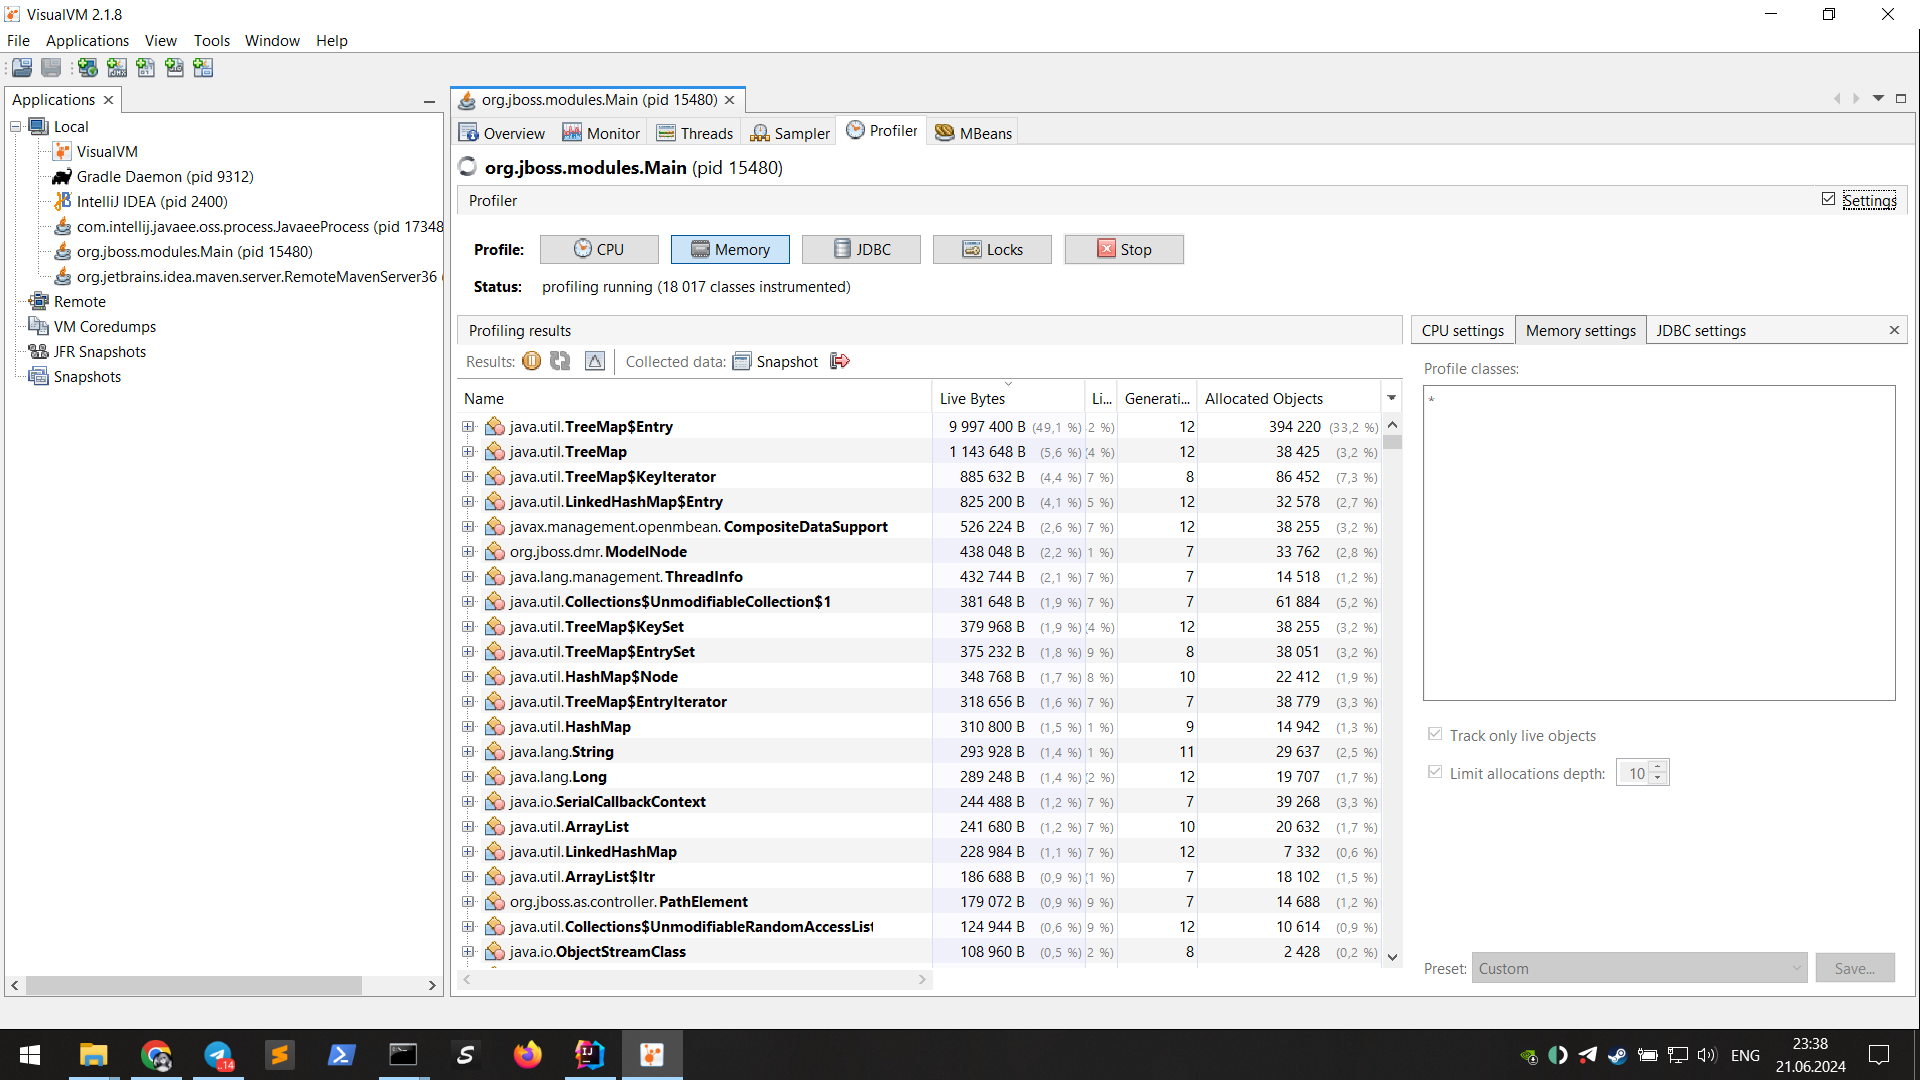 VisualVM 2.1.8
File Applications View Tools Window Help
Applications
Local
VisualVM
Gradle Daemon (pid 9312)
IntelliJ IDEA (pid 2400)
com.intellij.javaee.oss.process.JavaeeProcess (pid 17348
org.jboss.modules.Main (pid 15480)
org.jetbrains.idea.maven.server.RemoteMavenServer36
Remote
VM Coredumps
JFR Snapshots
Snapshots
org.jboss.modules.Main (pid 15480)
Overview Monitor Threads Sampler Profiler MBeans
org.jboss.modules.Main (pid 15480)
Profiler Settings
Profile: CPU Memory JDBC Locks Stop
Status: profiling running (18 017 classes instrumented)
Profiling results
Results: Collected data: Snapshot
Name Live Bytes Li... Generati... Allocated Objects
java.util.TreeMap$Entry 9 997 400 B (49,1 %) 2 %) 12 394 220 (33,2 %)
java.util.TreeMap 1 143 648 B (5,6 %) (4 %) 12 38 425 (3,2 %)
java.util.TreeMap$KeyIterator 885 632 B (4,4 %) 7 %) 8 86 452 (7,3 %)
java.util.LinkedHashMap$Entry 825 200 B (4,1 %) 5 %) 12 32 578 (2,7 %)
javax.management.openmbean.CompositeDataSupport 526 224 B (2,6 %) 7 %) 12 38 255 (3,2 %)
org.jboss.dmr.ModelNode 438 048 B (2,2 %) 1 %) 7 33 762 (2,8 %)
java.lang.management.ThreadInfo 432 744 B (2,1 %) 7 %) 7 14 518 (1,2 %)
java.util.Collections$UnmodifiableCollection$1 381 648 B (1,9 %) 7 %) 7 61 884 (5,2 %)
java.util.TreeMap$KeySet 379 968 B (1,9 %) (4 %) 12 38 255 (3,2 %)
java.util.TreeMap$EntrySet 375 232 B (1,8 %) 9 %) 8 38 051 (3,2 %)
java.util.HashMap$Node 348 768 B (1,7 %) 8 %) 10 22 412 (1,9 %)
java.util.TreeMap$EntryIterator 318 656 B (1,6 %) 7 %) 7 38 779 (3,3 %)
java.util.HashMap 310 800 B (1,5 %) 1 %) 9 14 942 (1,3 %)
java.lang.String 293 928 B (1,4 %) 1 %) 11 29 637 (2,5 %)
java.lang.Long 289 248 B (1,4 %) (2 %) 12 19 707 (1,7 %)
java.io.SerialCallbackContext 244 488 B (1,2 %) 7 %) 7 39 268 (3,3 %)
java.util.ArrayList 241 680 B (1,2 %) 7 %) 10 20 632 (1,7 %)
java.util.LinkedHashMap 228 984 B (1,1 %) 7 %) 12 7 332 (0,6 %)
java.util.ArrayList$Itr 186 688 B (0,9 %) (1 %) 7 18 102 (1,5 %)
org.jboss.as.controller.PathElement 179 072 B (0,9 %) 9 %) 7 14 688 (1,2 %)
java.util.Collections$UnmodifiableRandomAccessList 124 944 B (0,6 %) 9 %) 12 10 614 (0,9 %)
java.io.ObjectStreamClass 108 960 B (0,5 %) 2 %) 8 2 428 (0,2 %)
CPU settings Memory settings JDBC settings
Profile classes:
*
Track only live objects
Limit allocations depth: 10
Preset: Custom Save...
14
ENG
23:38
21.06.2024